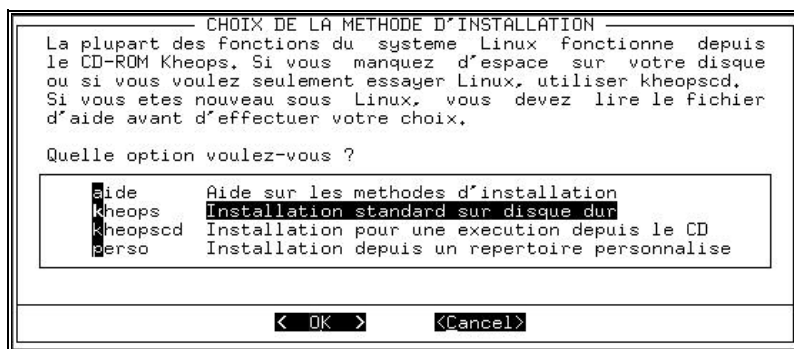 CHOIX DE LA METHODE D'INSTALLATION
La plupart des fonctions du systeme Linux fonctionne depuis
le CD-ROM Kheops. Si vous manquez d'espace sur votre disque
ou si vous voulez seulement essayer Linux, utiliser kheopscd.
Si vous etes nouveau sous Linux, vous devez lire le fichier
d'aide avant d'effectuer votre choix.
Quelle option voulez-vous ?
aide Aide sur les methodes d'installation
kheops Installation standard sur disque dur
kheopscd Installation pour une execution depuis le CD
perso Installation depuis un repertoire personnalise
< OK > <Cancel>